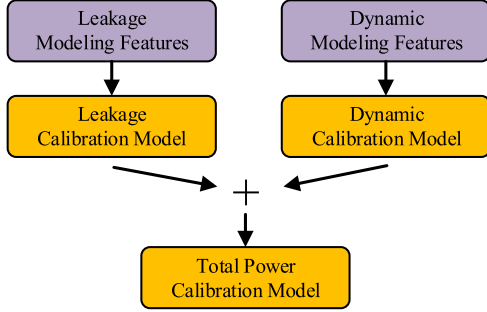 Leakage
Modeling Features
Dynamic
Modeling Features
Leakage
Calibration Model
Dynamic
Calibration Model
+
Total Power
Calibration Model